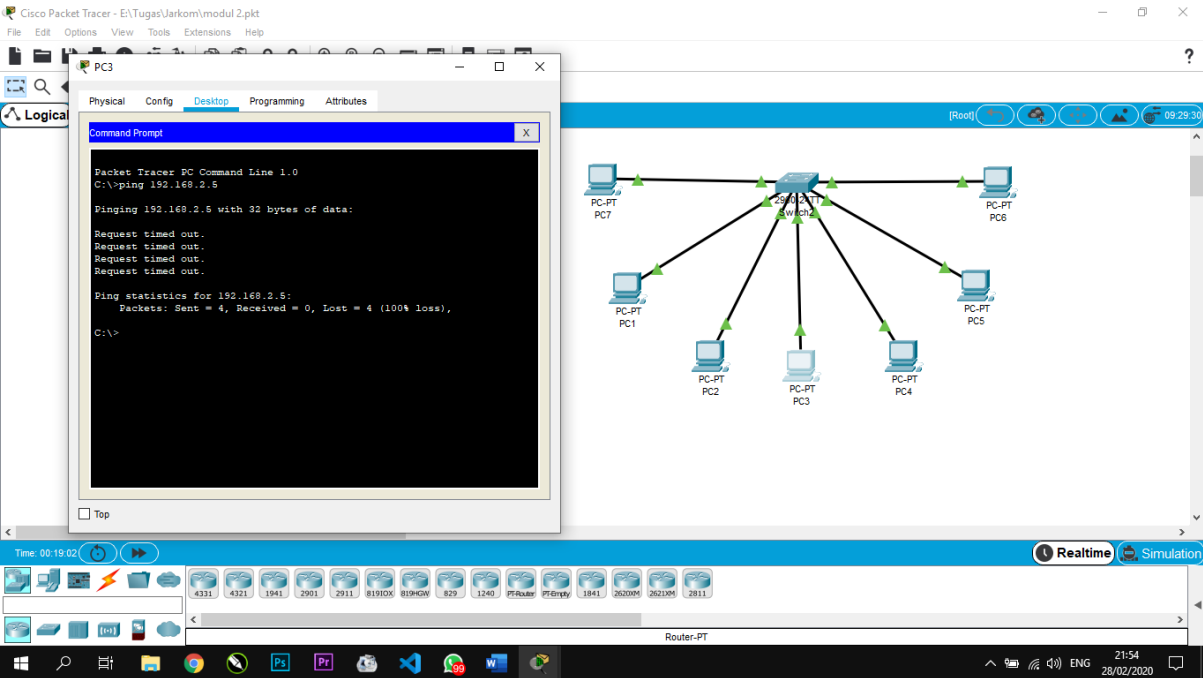 Cisco Packet Tracer - E:\Tugas\Jarkom\modul 2.pkt
File Edit Options View Tools Extensions Help
?
PC3
Physical Config Desktop Programming Attributes
Logical
[Root]
09:29:30
Command Prompt
X
Packet Tracer PC Command Line 1.0
C:\>ping 192.168.2.5
Pinging 192.168.2.5 with 32 bytes of data:
Request timed out.
Request timed out.
Request timed out.
Request timed out.
Ping statistics for 192.168.2.5:
Packets: Sent = 4, Received = 0, Lost = 4 (100% loss),
C:\>
Top
PC-PT
PC7
2960-24TT
Switch2
PC-PT
PC6
PC-PT
PC1
PC-PT
PC5
PC-PT
PC2
PC-PT
PC3
PC-PT
PC4
Time: 00:19:02
Realtime
Simulation
4331 4321 1941 2901 2911 819IOX 819HGW 829 1240 PT-Router PT-Empty 1841 2620XM 2621XM 2811
Router-PT
Ps
Pr
99
W
ENG
21:54
28/02/2020